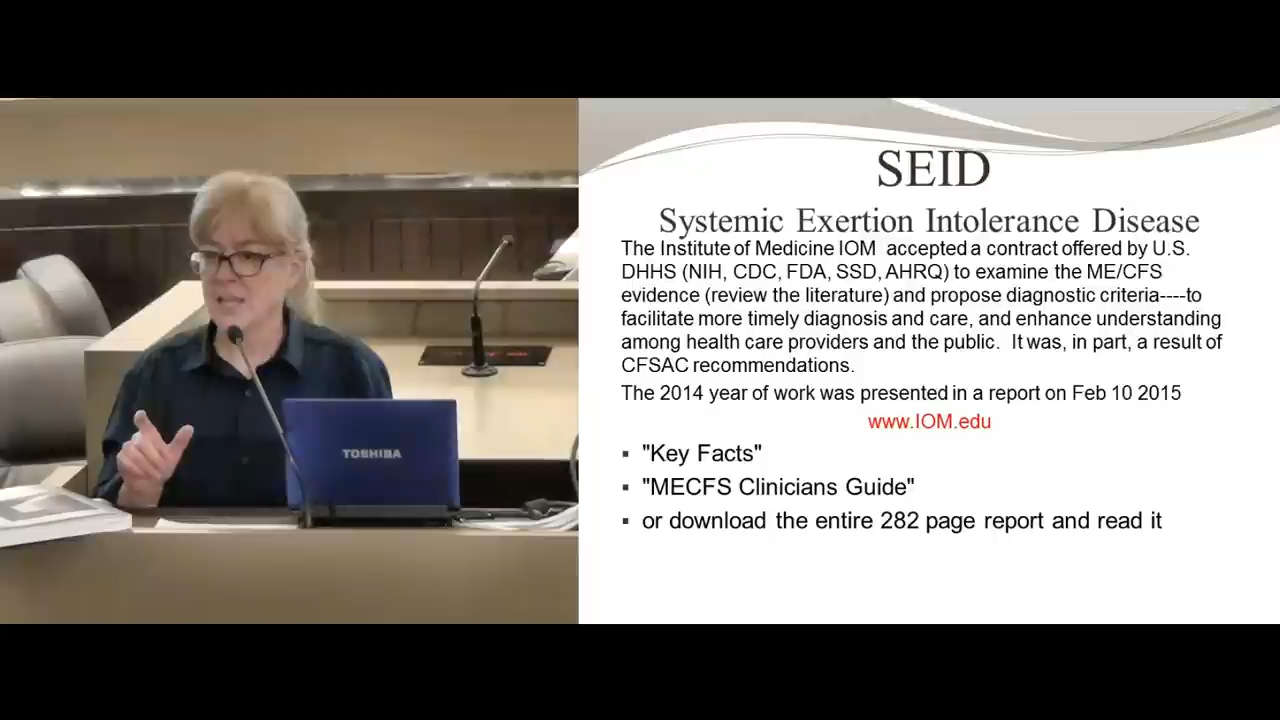 SEID
Systemic Exertion Intolerance Disease
The Institute of Medicine IOM accepted a contract offered by U.S.
DHHS (NIH, CDC, FDA, SSD, AHRQ) to examine the ME/CFS
evidence (review the literature) and propose diagnostic criteria----to
facilitate more timely diagnosis and care, and enhance understanding
among health care providers and the public. It was, in part, a result of
CFSAC recommendations.
The 2014 year of work was presented in a report on Feb 10 2015
www.IOM.edu
▪ "Key Facts"
▪ "MECFS Clinicians Guide"
▪ or download the entire 282 page report and read it
TOSHIBA